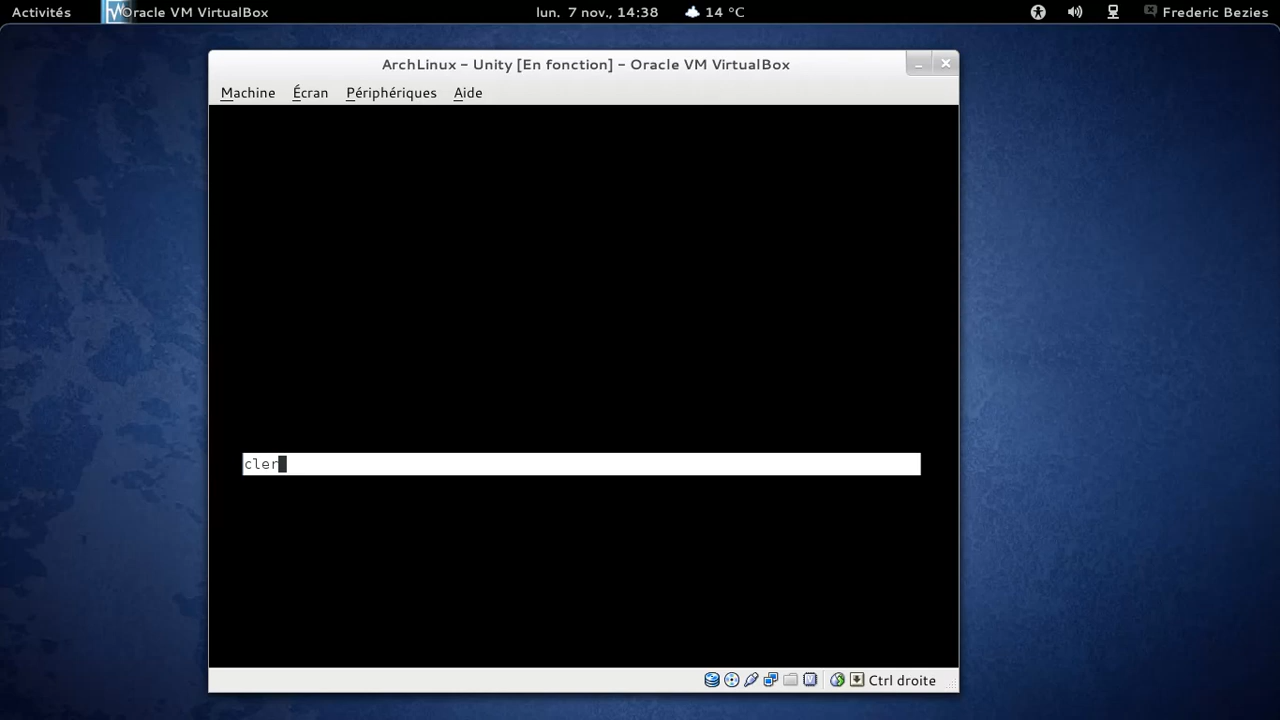 Activités Oracle VM VirtualBox lun. 7 nov., 14:38 14 °C Frederic Bezies
ArchLinux - Unity [En fonction] - Oracle VM VirtualBox
Machine Écran Périphériques Aide
cler
Ctrl droite